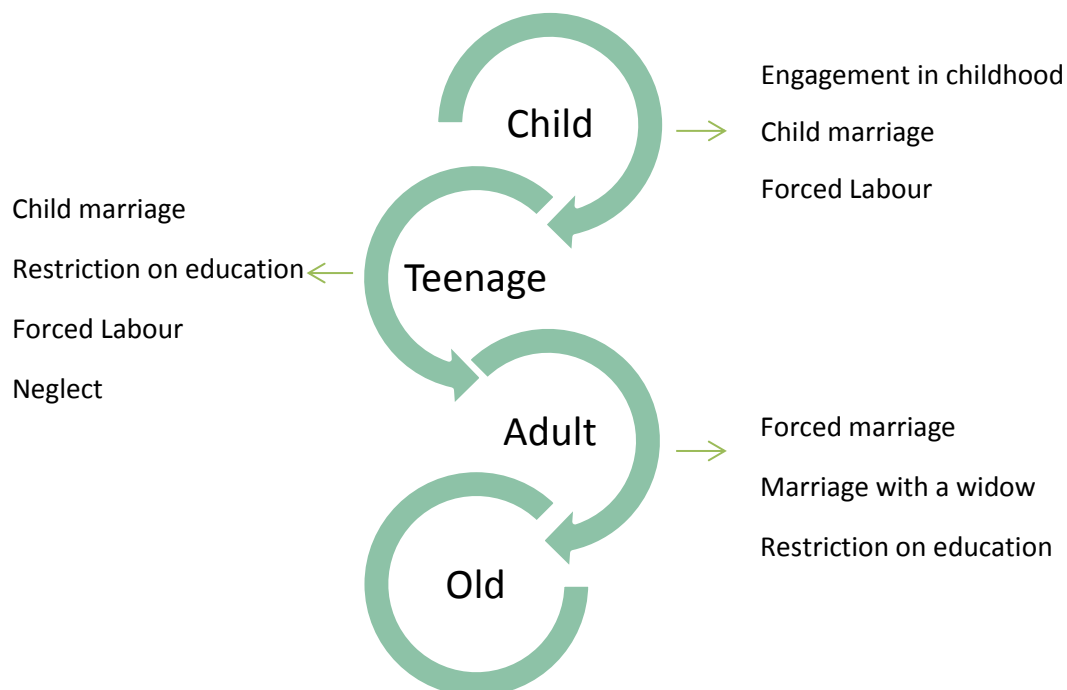 Child
Engagement in childhood
Child marriage
Forced Labour
Teenage
Child marriage
Restriction on education
Forced Labour
Neglect
Adult
Forced marriage
Marriage with a widow
Restriction on education
Old